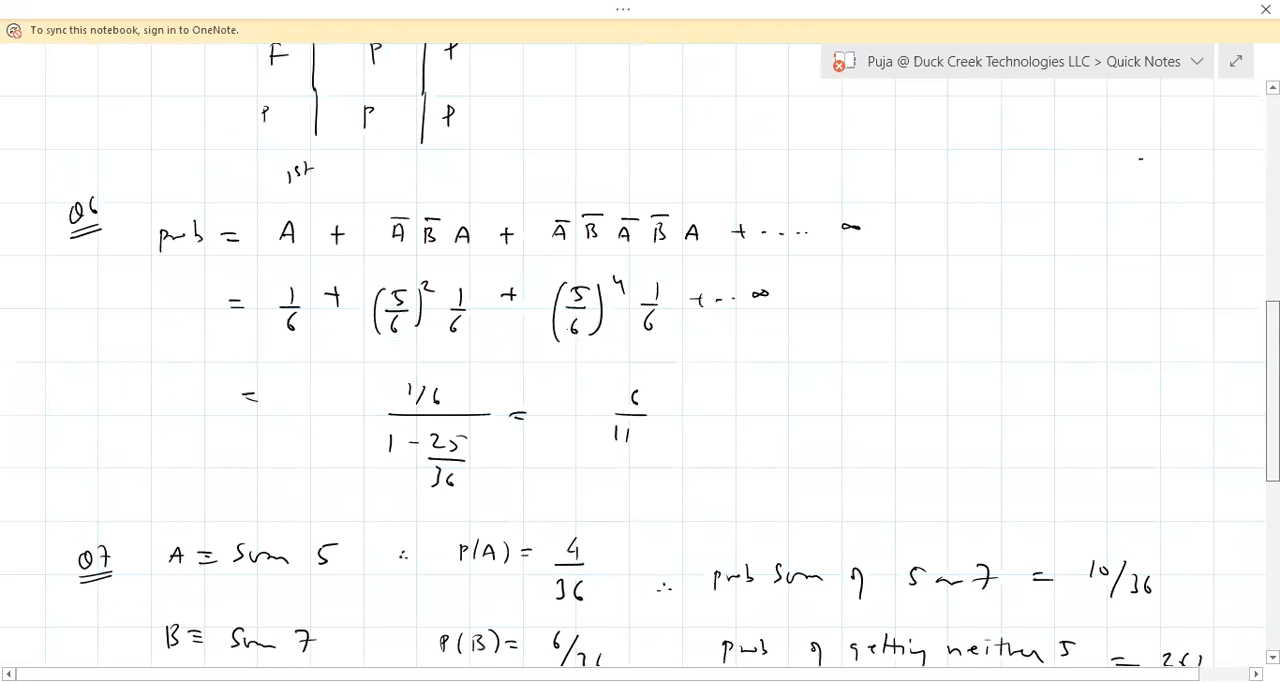 ...
To sync this notebook, sign in to OneNote.
Puja @ Duck Creek Technologies LLC > Quick Notes
F | P | P
P | P | P
1st
Q6
prob = A + A̅ B̅ A + A̅ B̅ A̅ B̅ A + .... ∞
= 1/6 + (5/6)² 1/6 + (5/6)⁴ 1/6 + ... ∞
= (1/6)/(1 - 25/36) = 6/11
Q7 A ≡ Sum 5 ∴ P(A) = 4/36 ∴ prob Sum of 5 or 7 = 10/36
B ≡ Sum 7 P(B) = 6/36 prob of getting neither 5 =